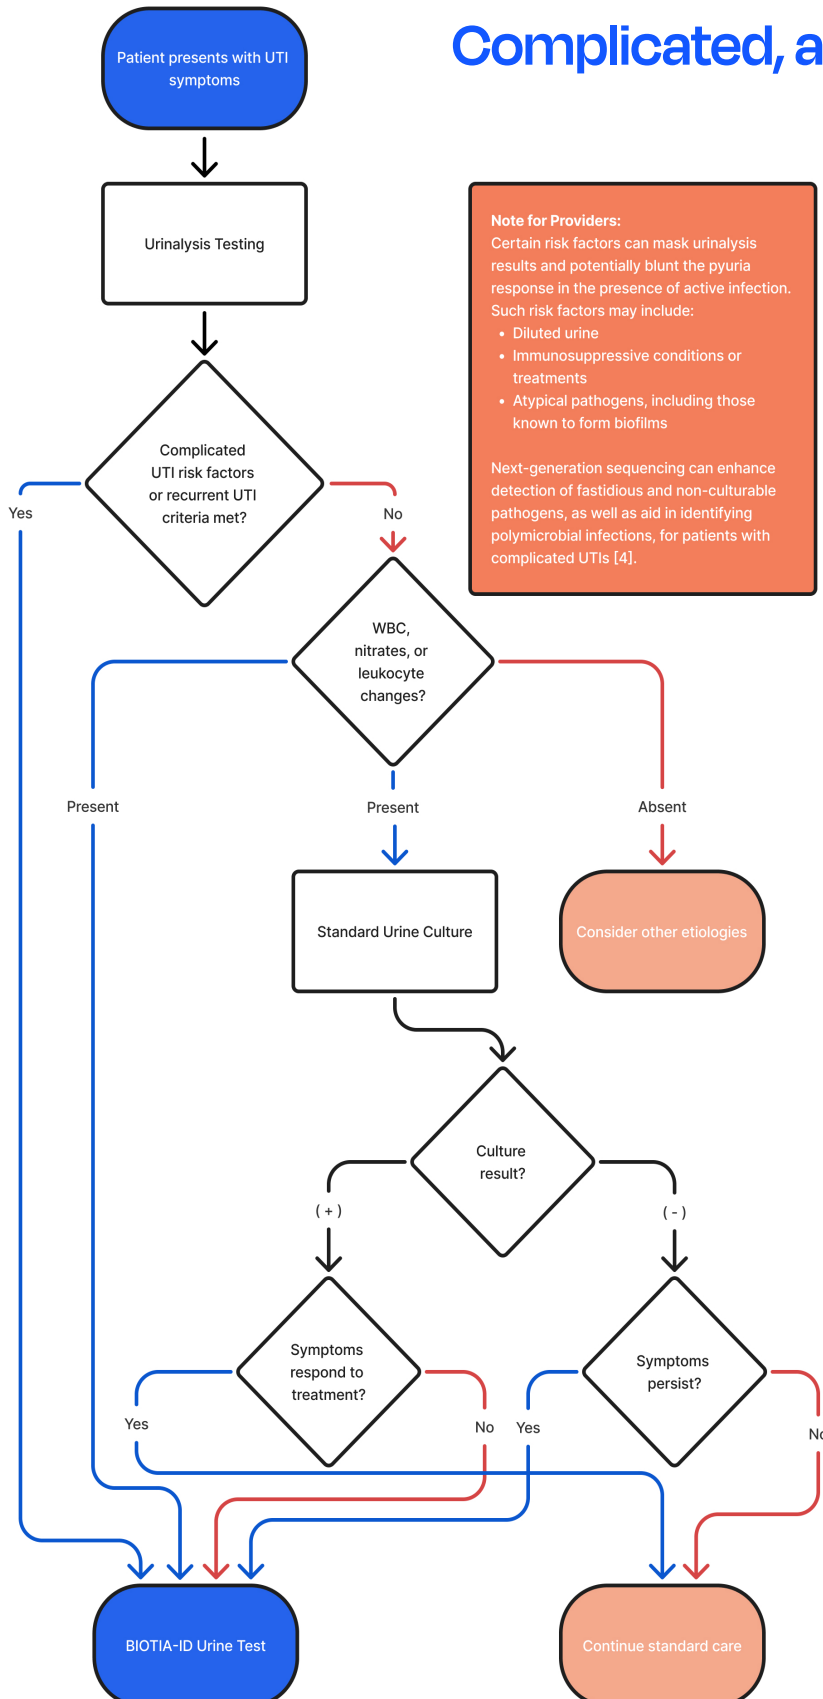 Complicated, a
Patient presents with UTI
symptoms
Urinalysis Testing
Note for Providers:
Certain risk factors can mask urinalysis
results and potentially blunt the pyuria
response in the presence of active infection.
Such risk factors may include:
• Diluted urine
• Immunosuppressive conditions or
treatments
• Atypical pathogens, including those
known to form biofilms
Next-generation sequencing can enhance
detection of fastidious and non-culturable
pathogens, as well as aid in identifying
polymicrobial infections, for patients with
complicated UTIs [4].
Complicated
UTI risk factors
or recurrent UTI
criteria met?
Yes
No
WBC,
nitrates, or
leukocyte
changes?
Present
Present
Absent
Standard Urine Culture
Consider other etiologies
Culture
result?
( + )
( - )
Symptoms
respond to
treatment?
Symptoms
persist?
Yes
No
Yes
No
BIOTIA-ID Urine Test
Continue standard care